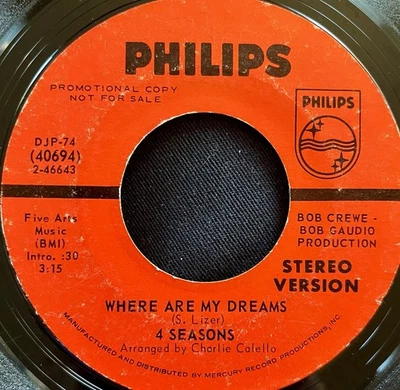 PHILIPS
PROMOTIONAL COPY
NOT FOR SALE
PHILIPS
DJP-74
(40694)
2-46643
Five Arts
Music
(BMI)
Intro. :30
3:15
BOB CREWE -
BOB GAUDIO
PRODUCTION
STEREO
VERSION
WHERE ARE MY DREAMS
(S. Lizer)
4 SEASONS
Arranged by Charlie Calello
MANUFACTURED AND DISTRIBUTED BY MERCURY RECORD PRODUCTIONS, INC.